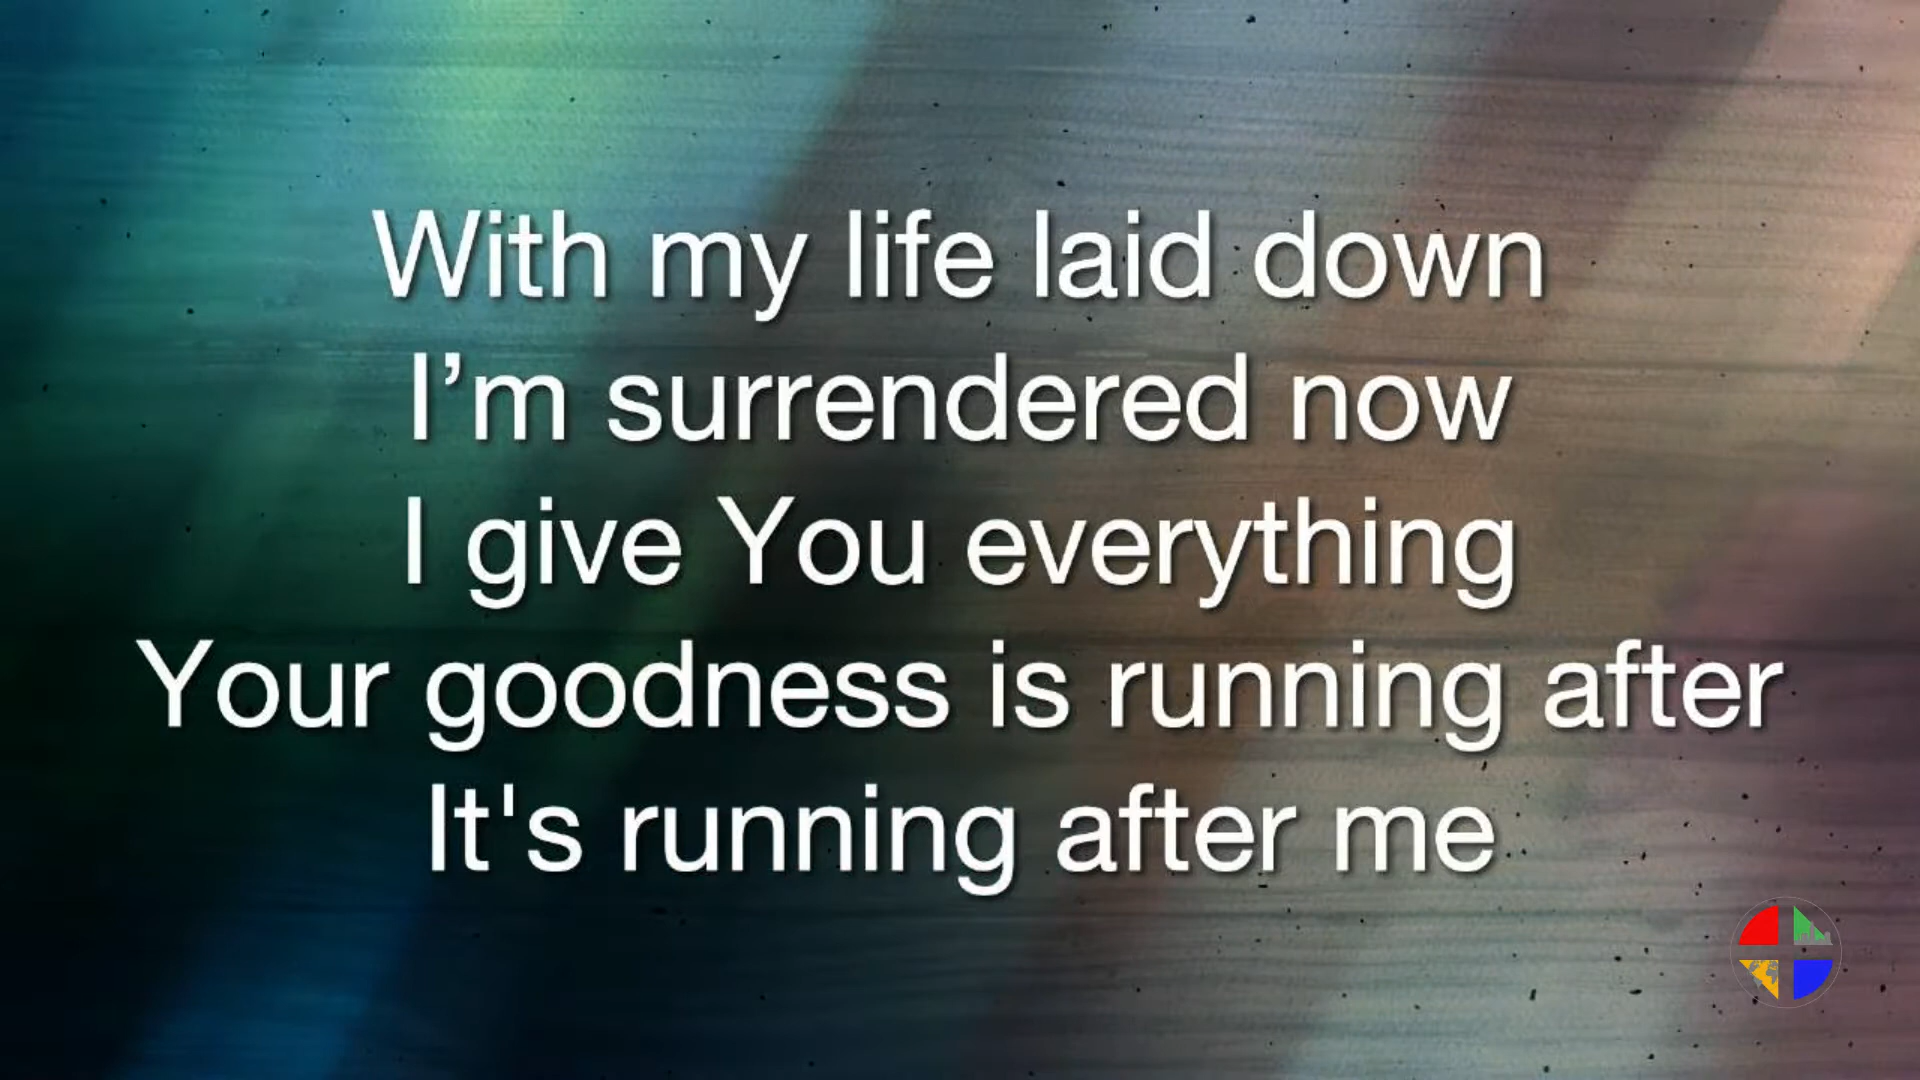 With my life laid down
I’m surrendered now
I give You everything
Your goodness is running after
It's running after me